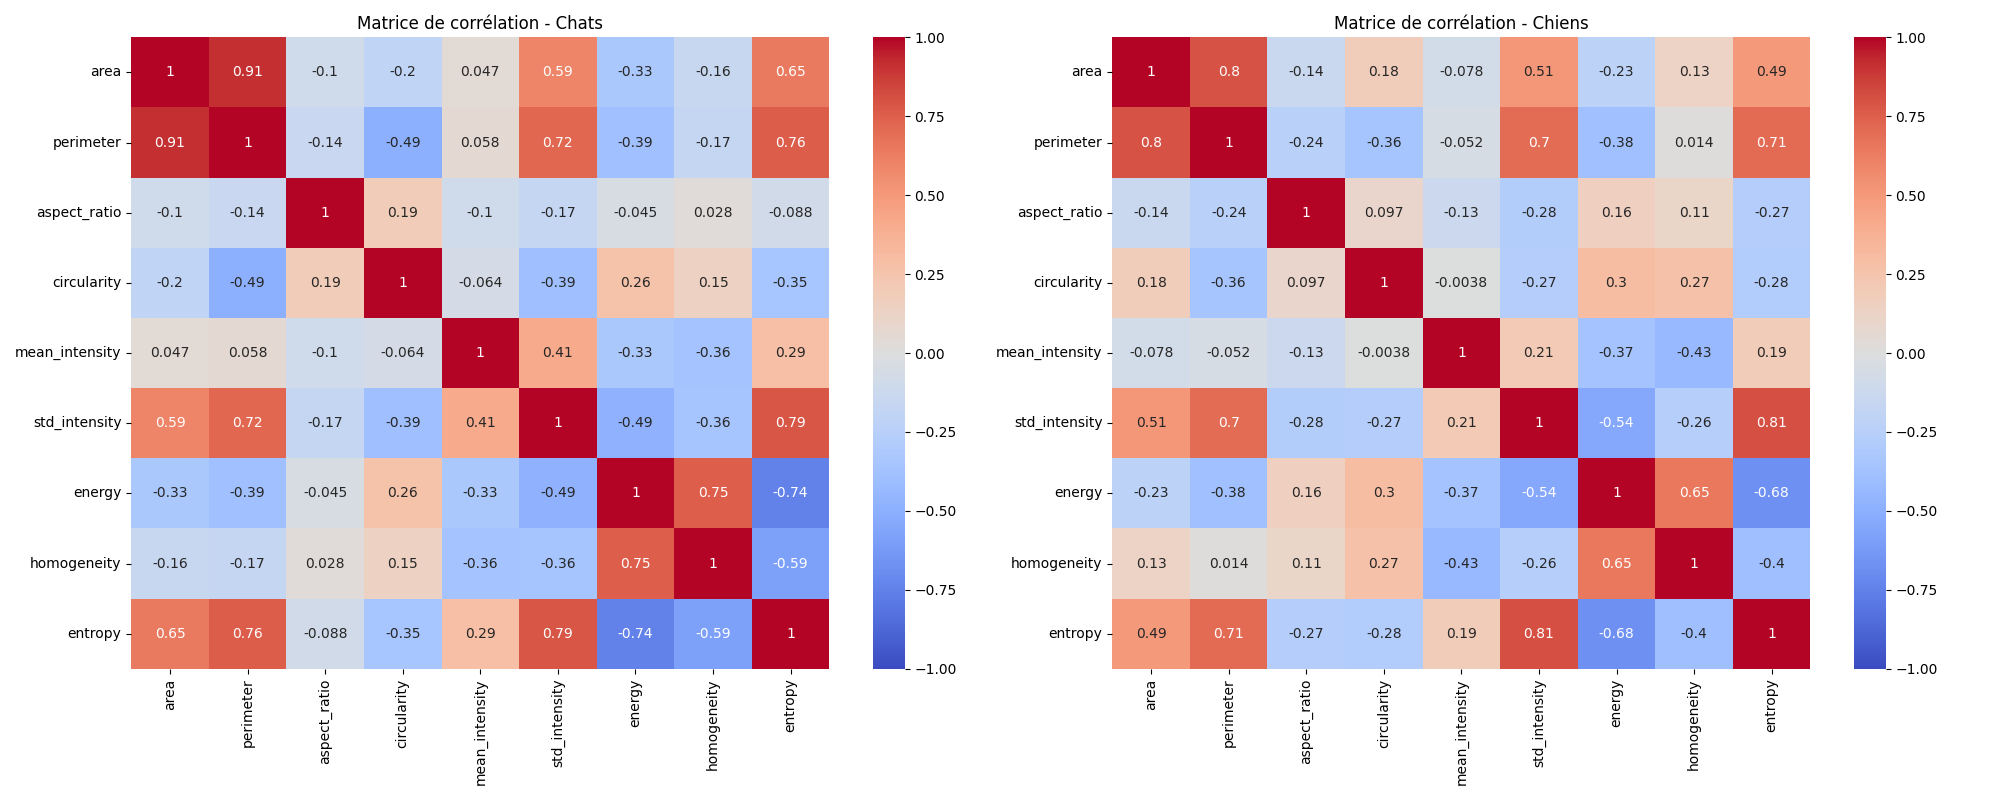 Matrice de corrélation - Chats
area 1 0.91 -0.1 -0.2 0.047 0.59 -0.33 -0.16 0.65
perimeter 0.91 1 -0.14 -0.49 0.058 0.72 -0.39 -0.17 0.76
aspect_ratio -0.1 -0.14 1 0.19 -0.1 -0.17 -0.045 0.028 -0.088
circularity -0.2 -0.49 0.19 1 -0.064 -0.39 0.26 0.15 -0.35
mean_intensity 0.047 0.058 -0.1 -0.064 1 0.41 -0.33 -0.36 0.29
std_intensity 0.59 0.72 -0.17 -0.39 0.41 1 -0.49 -0.36 0.79
energy -0.33 -0.39 -0.045 0.26 -0.33 -0.49 1 0.75 -0.74
homogeneity -0.16 -0.17 0.028 0.15 -0.36 -0.36 0.75 1 -0.59
entropy 0.65 0.76 -0.088 -0.35 0.29 0.79 -0.74 -0.59 1
area perimeter aspect_ratio circularity mean_intensity std_intensity energy homogeneity entropy
1.00
0.75
0.50
0.25
0.00
−0.25
−0.50
−0.75
−1.00
Matrice de corrélation - Chiens
area 1 0.8 -0.14 0.18 -0.078 0.51 -0.23 0.13 0.49
perimeter 0.8 1 -0.24 -0.36 -0.052 0.7 -0.38 0.014 0.71
aspect_ratio -0.14 -0.24 1 0.097 -0.13 -0.28 0.16 0.11 -0.27
circularity 0.18 -0.36 0.097 1 -0.0038 -0.27 0.3 0.27 -0.28
mean_intensity -0.078 -0.052 -0.13 -0.0038 1 0.21 -0.37 -0.43 0.19
std_intensity 0.51 0.7 -0.28 -0.27 0.21 1 -0.54 -0.26 0.81
energy -0.23 -0.38 0.16 0.3 -0.37 -0.54 1 0.65 -0.68
homogeneity 0.13 0.014 0.11 0.27 -0.43 -0.26 0.65 1 -0.4
entropy 0.49 0.71 -0.27 -0.28 0.19 0.81 -0.68 -0.4 1
area perimeter aspect_ratio circularity mean_intensity std_intensity energy homogeneity entropy
1.00
0.75
0.50
0.25
0.00
−0.25
−0.50
−0.75
−1.00